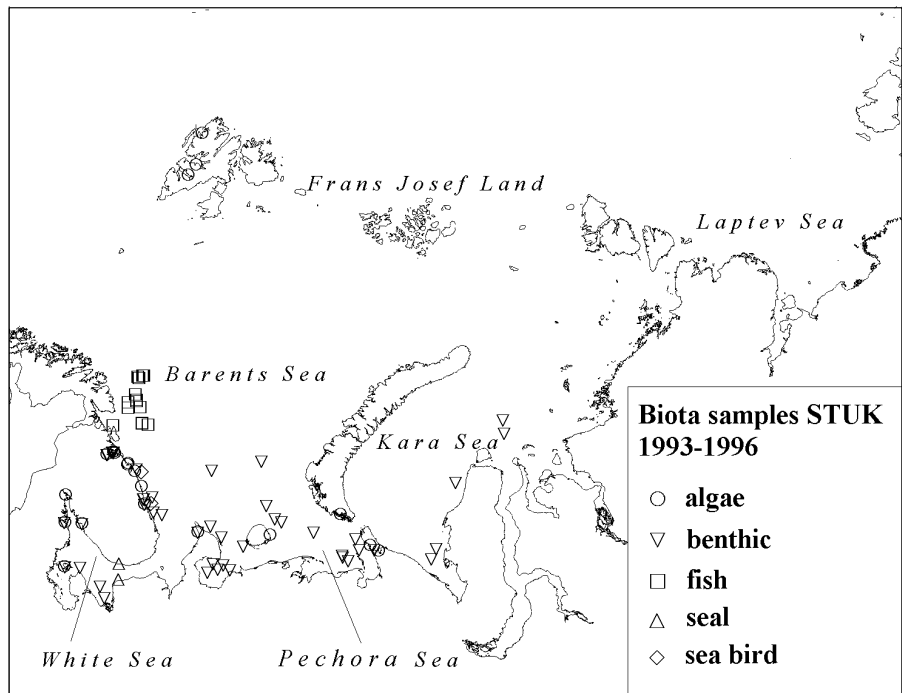 Frans Josef Land
Laptev Sea
Barents Sea
Kara Sea
White Sea
Pechora Sea
Biota samples STUK
1993-1996
algae
benthic
fish
seal
sea bird